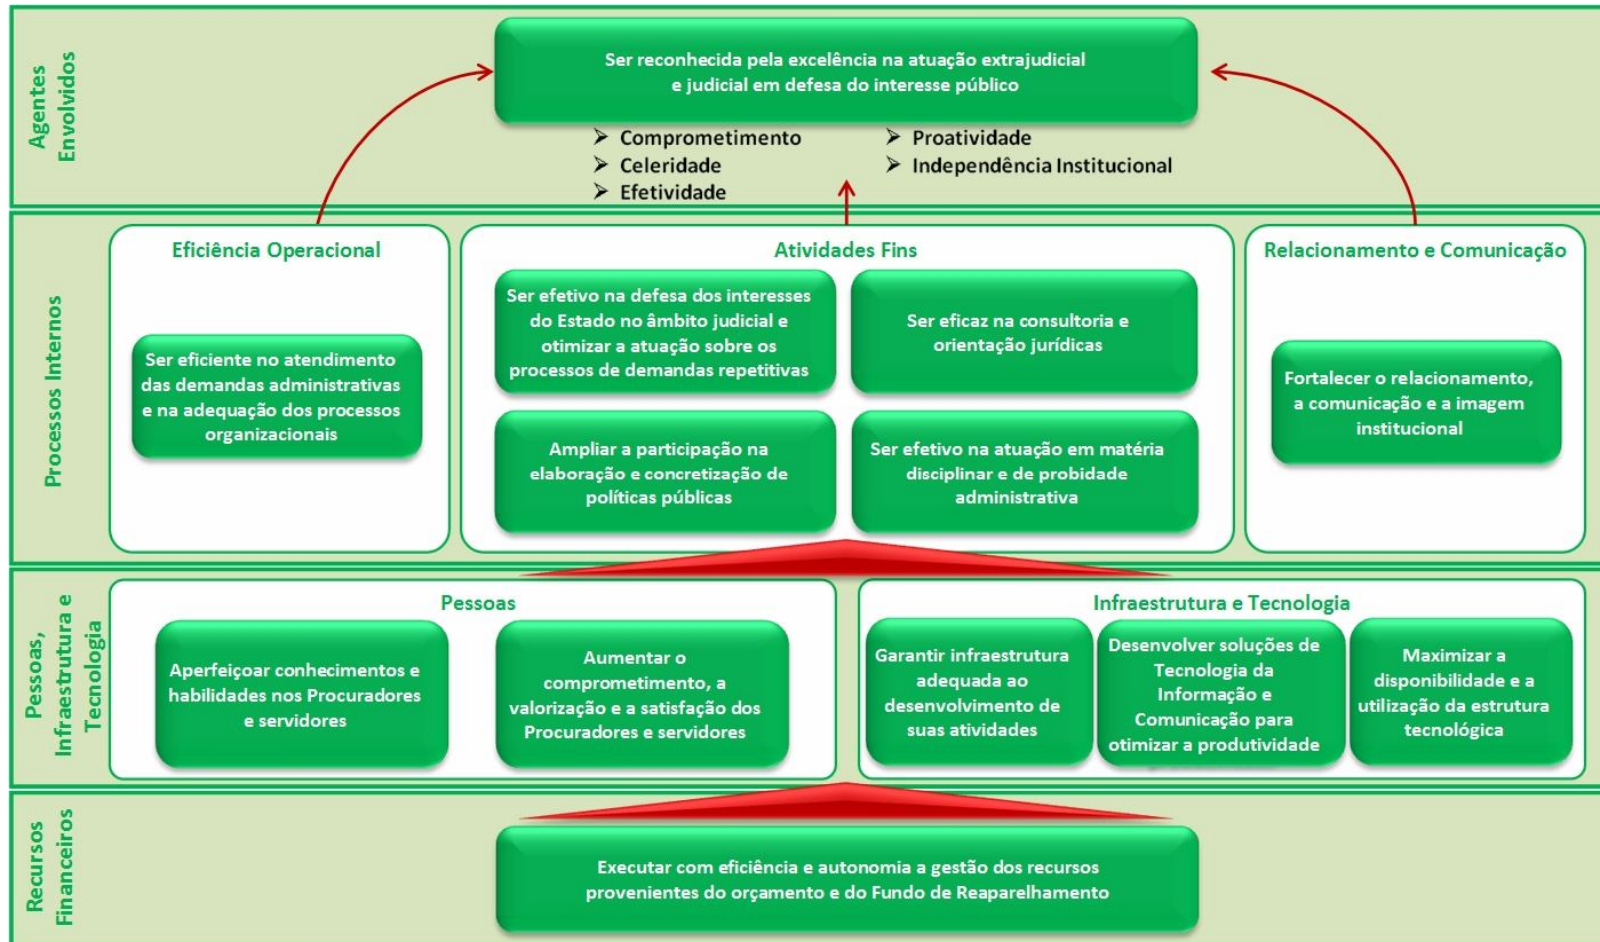 Agentes
Envolvidos
Ser reconhecida pela excelência na atuação extrajudicial
e judicial em defesa do interesse público
➢ Comprometimento
➢ Celeridade
➢ Efetividade
➢ Proatividade
➢ Independência Institucional
Processos Internos
Eficiência Operacional
Ser eficiente no atendimento
das demandas administrativas
e na adequação dos processos
organizacionais
Atividades Fins
Ser efetivo na defesa dos interesses
do Estado no âmbito judicial e
otimizar a atuação sobre os
processos de demandas repetitivas
Ser eficaz na consultoria e
orientação jurídicas
Ampliar a participação na
elaboração e concretização de
políticas públicas
Ser efetivo na atuação em matéria
disciplinar e de probidade
administrativa
Relacionamento e Comunicação
Fortalecer o relacionamento,
a comunicação e a imagem
institucional
Pessoas,
Infraestrutura e
Tecnologia
Pessoas
Aperfeiçoar conhecimentos e
habilidades nos Procuradores
e servidores
Aumentar o
comprometimento, a
valorização e a satisfação dos
Procuradores e servidores
Infraestrutura e Tecnologia
Garantir infraestrutura
adequada ao
desenvolvimento de
suas atividades
Desenvolver soluções de
Tecnologia da
Informação e
Comunicação para
otimizar a produtividade
Maximizar a
disponibilidade e a
utilização da estrutura
tecnológica
Recursos
Financeiros
Executar com eficiência e autonomia a gestão dos recursos
provenientes do orçamento e do Fundo de Reaparelhamento